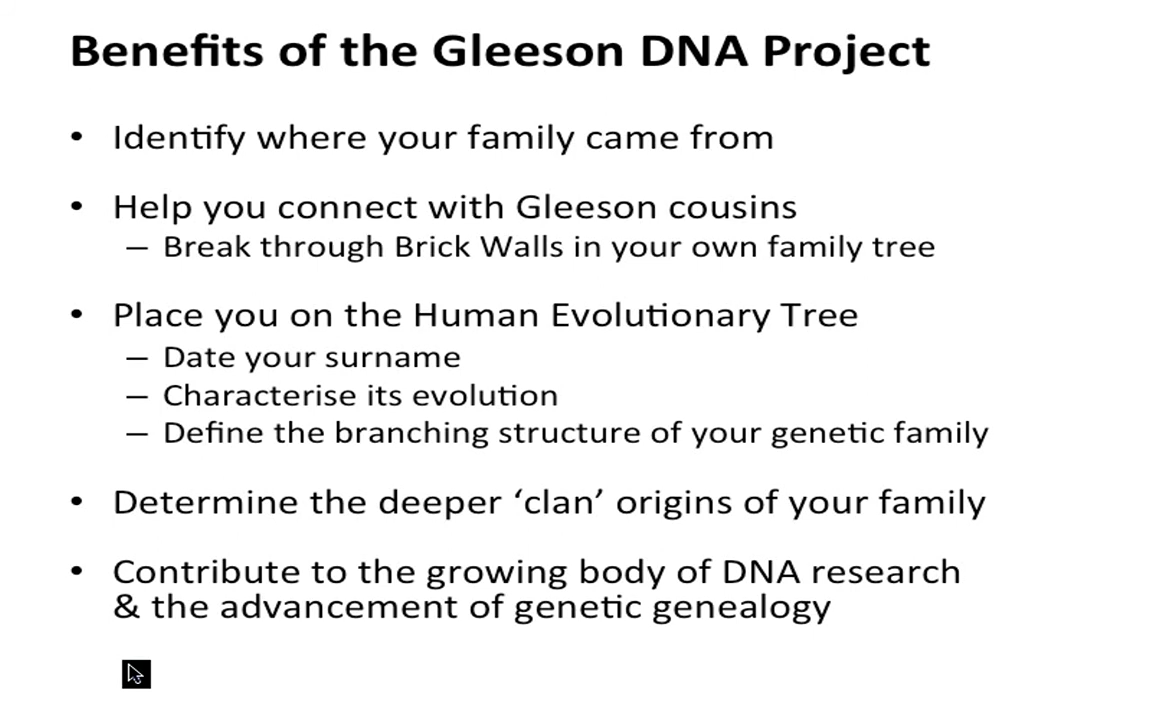 Benefits of the Gleeson DNA Project
• Identify where your family came from
• Help you connect with Gleeson cousins
– Break through Brick Walls in your own family tree
• Place you on the Human Evolutionary Tree
– Date your surname
– Characterise its evolution
– Define the branching structure of your genetic family
• Determine the deeper ‘clan’ origins of your family
• Contribute to the growing body of DNA research
& the advancement of genetic genealogy